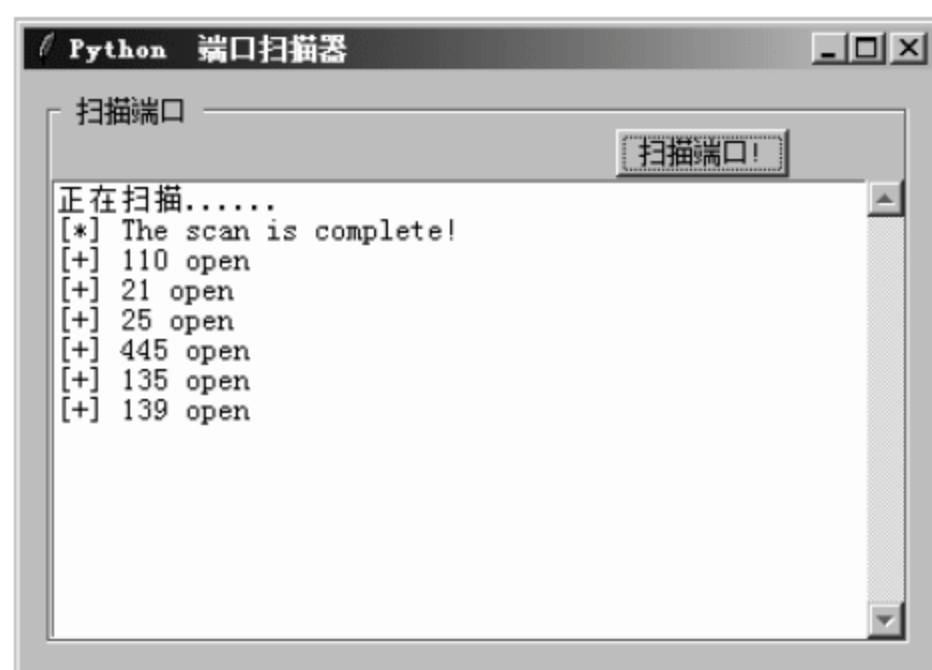 Python 端口扫描器
扫描端口
扫描端口!
正在扫描......
[*] The scan is complete!
[+] 110 open
[+] 21 open
[+] 25 open
[+] 445 open
[+] 135 open
[+] 139 open